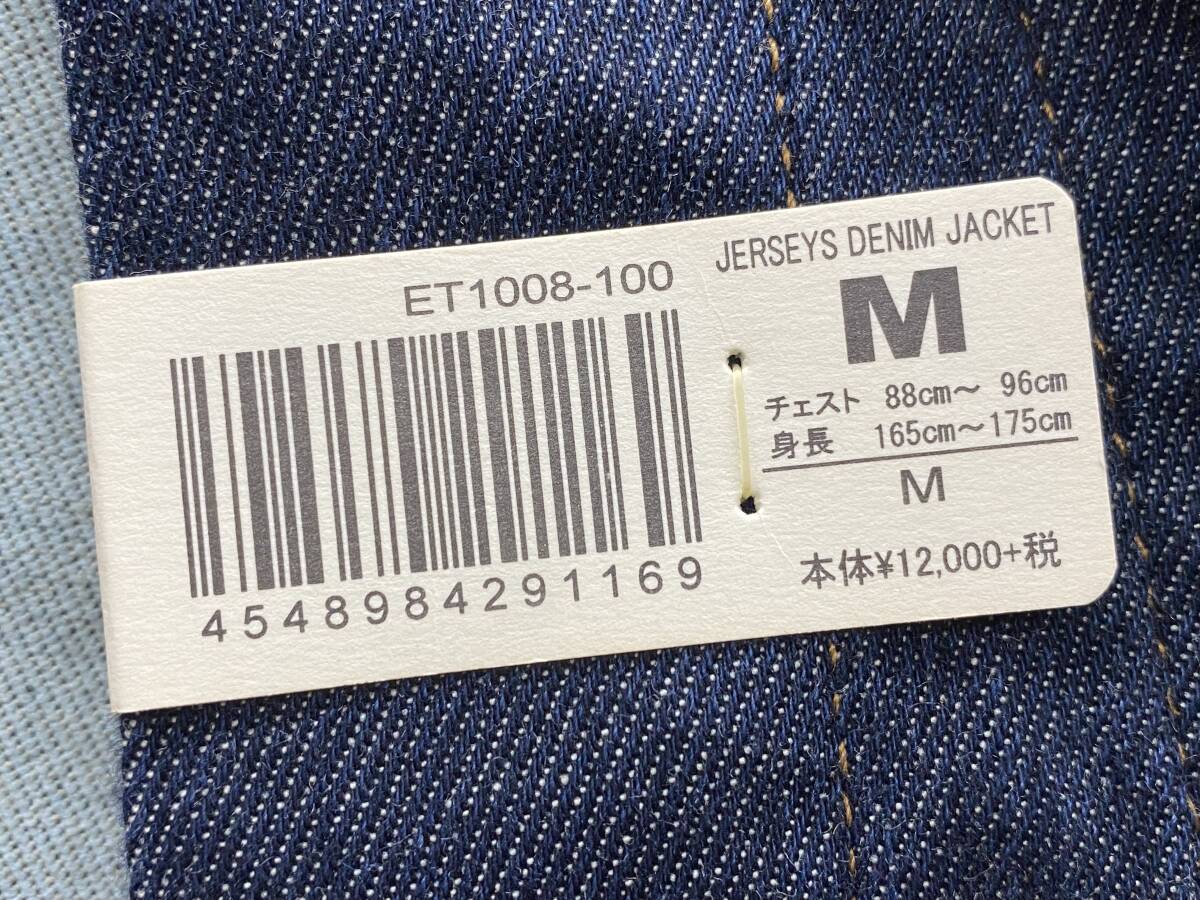 ET1008-100
4548984291169
JERSEYS DENIM JACKET
M
チェスト 88cm～ 96cm
身長 165cm～175cm
M
本体¥12,000+税